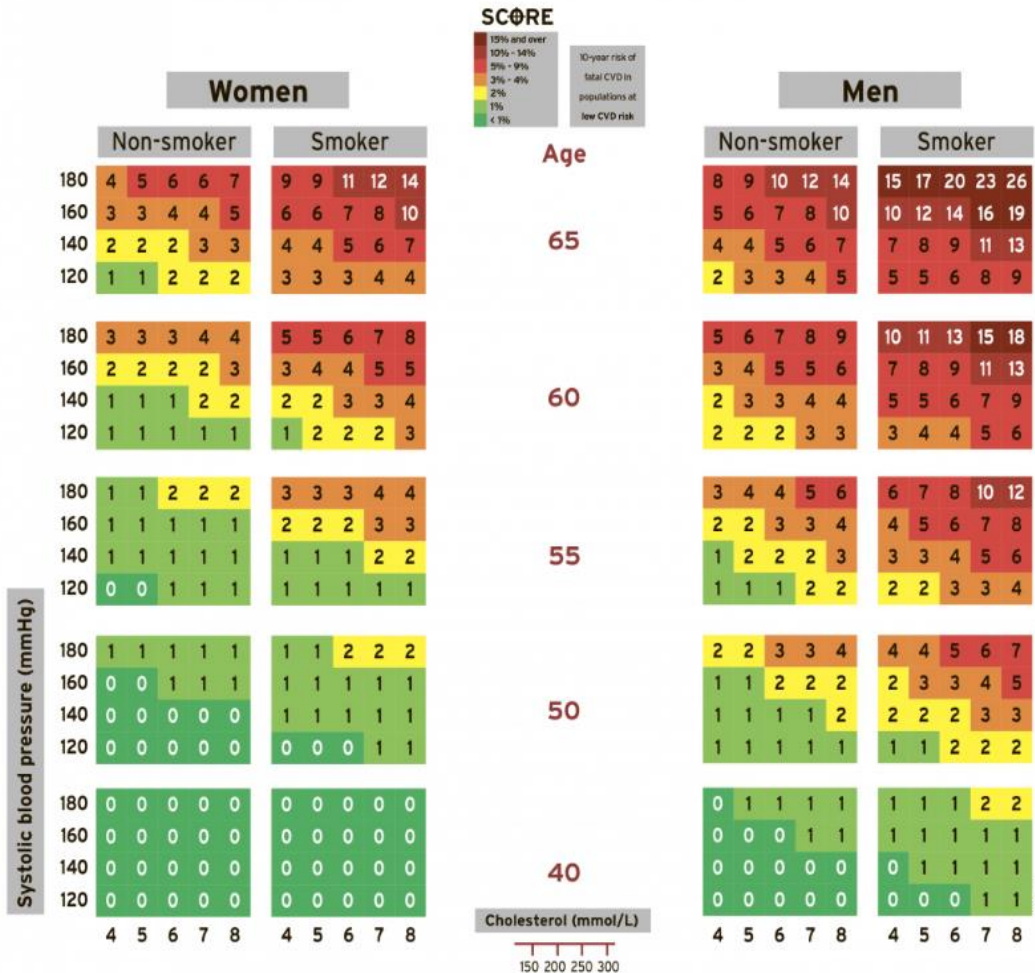 SCORE
15% and over
10% - 14%
5% - 9%
3% - 4%
2%
1%
< 1%
10-year risk of
fatal CVD in
populations at
low CVD risk
Women
Men
Non-smoker Smoker Age Non-smoker Smoker
180 4 5 6 6 7 9 9 11 12 14 8 9 10 12 14 15 17 20 23 26
160 3 3 4 4 5 6 6 7 8 10 5 6 7 8 10 10 12 14 16 19
65
140 2 2 2 3 3 4 4 5 6 7 4 4 5 6 7 7 8 9 11 13
120 1 1 2 2 2 3 3 3 4 4 2 3 3 4 5 5 5 6 8 9
180 3 3 3 4 4 5 5 6 7 8 5 6 7 8 9 10 11 13 15 18
160 2 2 2 2 3 3 4 4 5 5 3 4 5 5 6 7 8 9 11 13
60
140 1 1 1 2 2 2 2 3 3 4 2 3 3 4 4 5 5 6 7 9
120 1 1 1 1 1 1 2 2 2 3 2 2 2 3 3 3 4 4 5 6
180 1 1 2 2 2 3 3 3 4 4 3 4 4 5 6 6 7 8 10 12
160 1 1 1 1 1 2 2 2 3 3 2 2 3 3 4 4 5 6 7 8
55
140 1 1 1 1 1 1 1 1 2 2 1 2 2 2 3 3 3 4 5 6
120 0 0 1 1 1 1 1 1 1 1 1 1 1 2 2 2 2 3 3 4
180 1 1 1 1 1 1 1 2 2 2 2 2 3 3 4 4 4 5 6 7
160 0 0 1 1 1 1 1 1 1 1 1 1 2 2 2 2 3 3 4 5
50
140 0 0 0 0 0 1 1 1 1 1 1 1 1 1 2 2 2 2 3 3
120 0 0 0 0 0 0 0 0 1 1 1 1 1 1 1 1 1 2 2 2
180 0 0 0 0 0 0 0 0 0 0 0 1 1 1 1 1 1 1 2 2
160 0 0 0 0 0 0 0 0 0 0 0 0 0 1 1 1 1 1 1 1
140 0 0 0 0 0 0 0 0 0 0 0 0 0 0 0 0 1 1 1 1
40
120 0 0 0 0 0 0 0 0 0 0 0 0 0 0 0 0 0 0 1 1
Systolic blood pressure (mmHg)
Cholesterol (mmol/L)
4 5 6 7 8 4 5 6 7 8 4 5 6 7 8 4 5 6 7 8
150 200 250 300